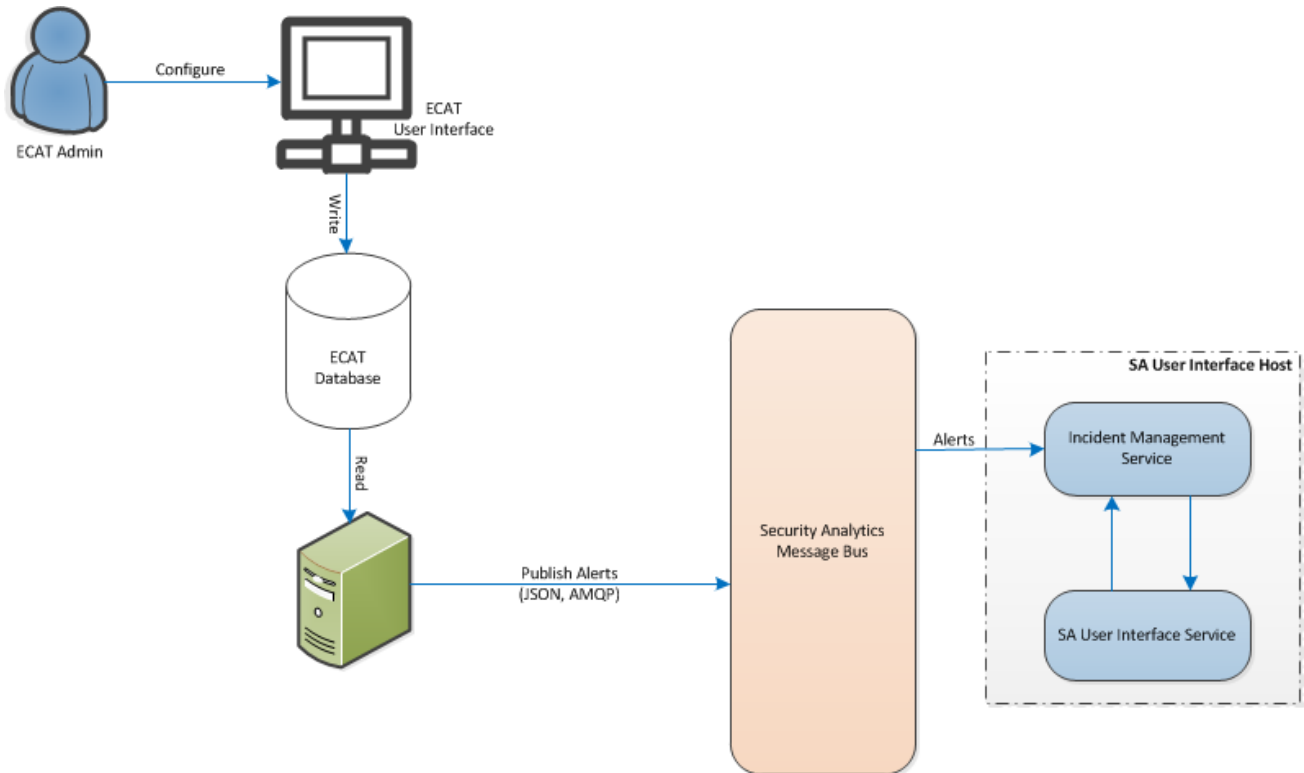 Configure
ECAT Admin
ECAT
User Interface
Write
ECAT
Database
Read
Publish Alerts
(JSON, AMQP)
Security Analytics
Message Bus
Alerts
SA User Interface Host
Incident Management
Service
SA User Interface Service